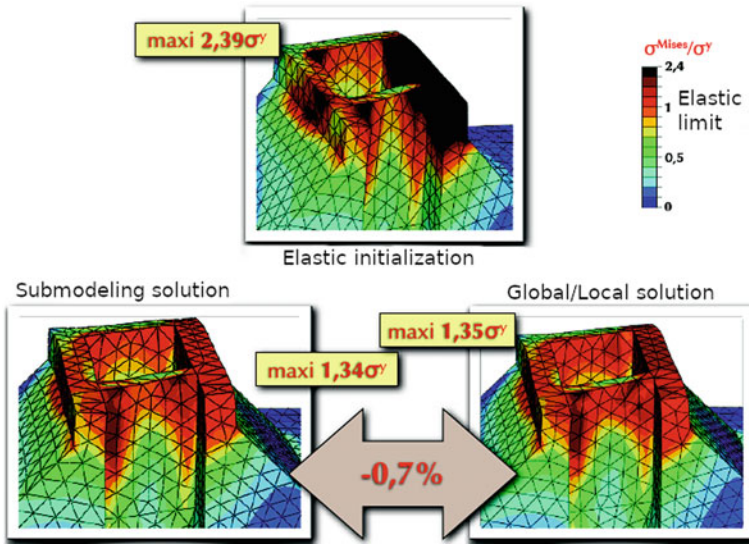 maxi 2,39σʸ
σᴹⁱˢᵉˢ/σʸ
2,4
1
Elastic
limit
0,5
0
Elastic initialization
Submodeling solution
Global/Local solution
maxi 1,34σʸ
maxi 1,35σʸ
-0,7%